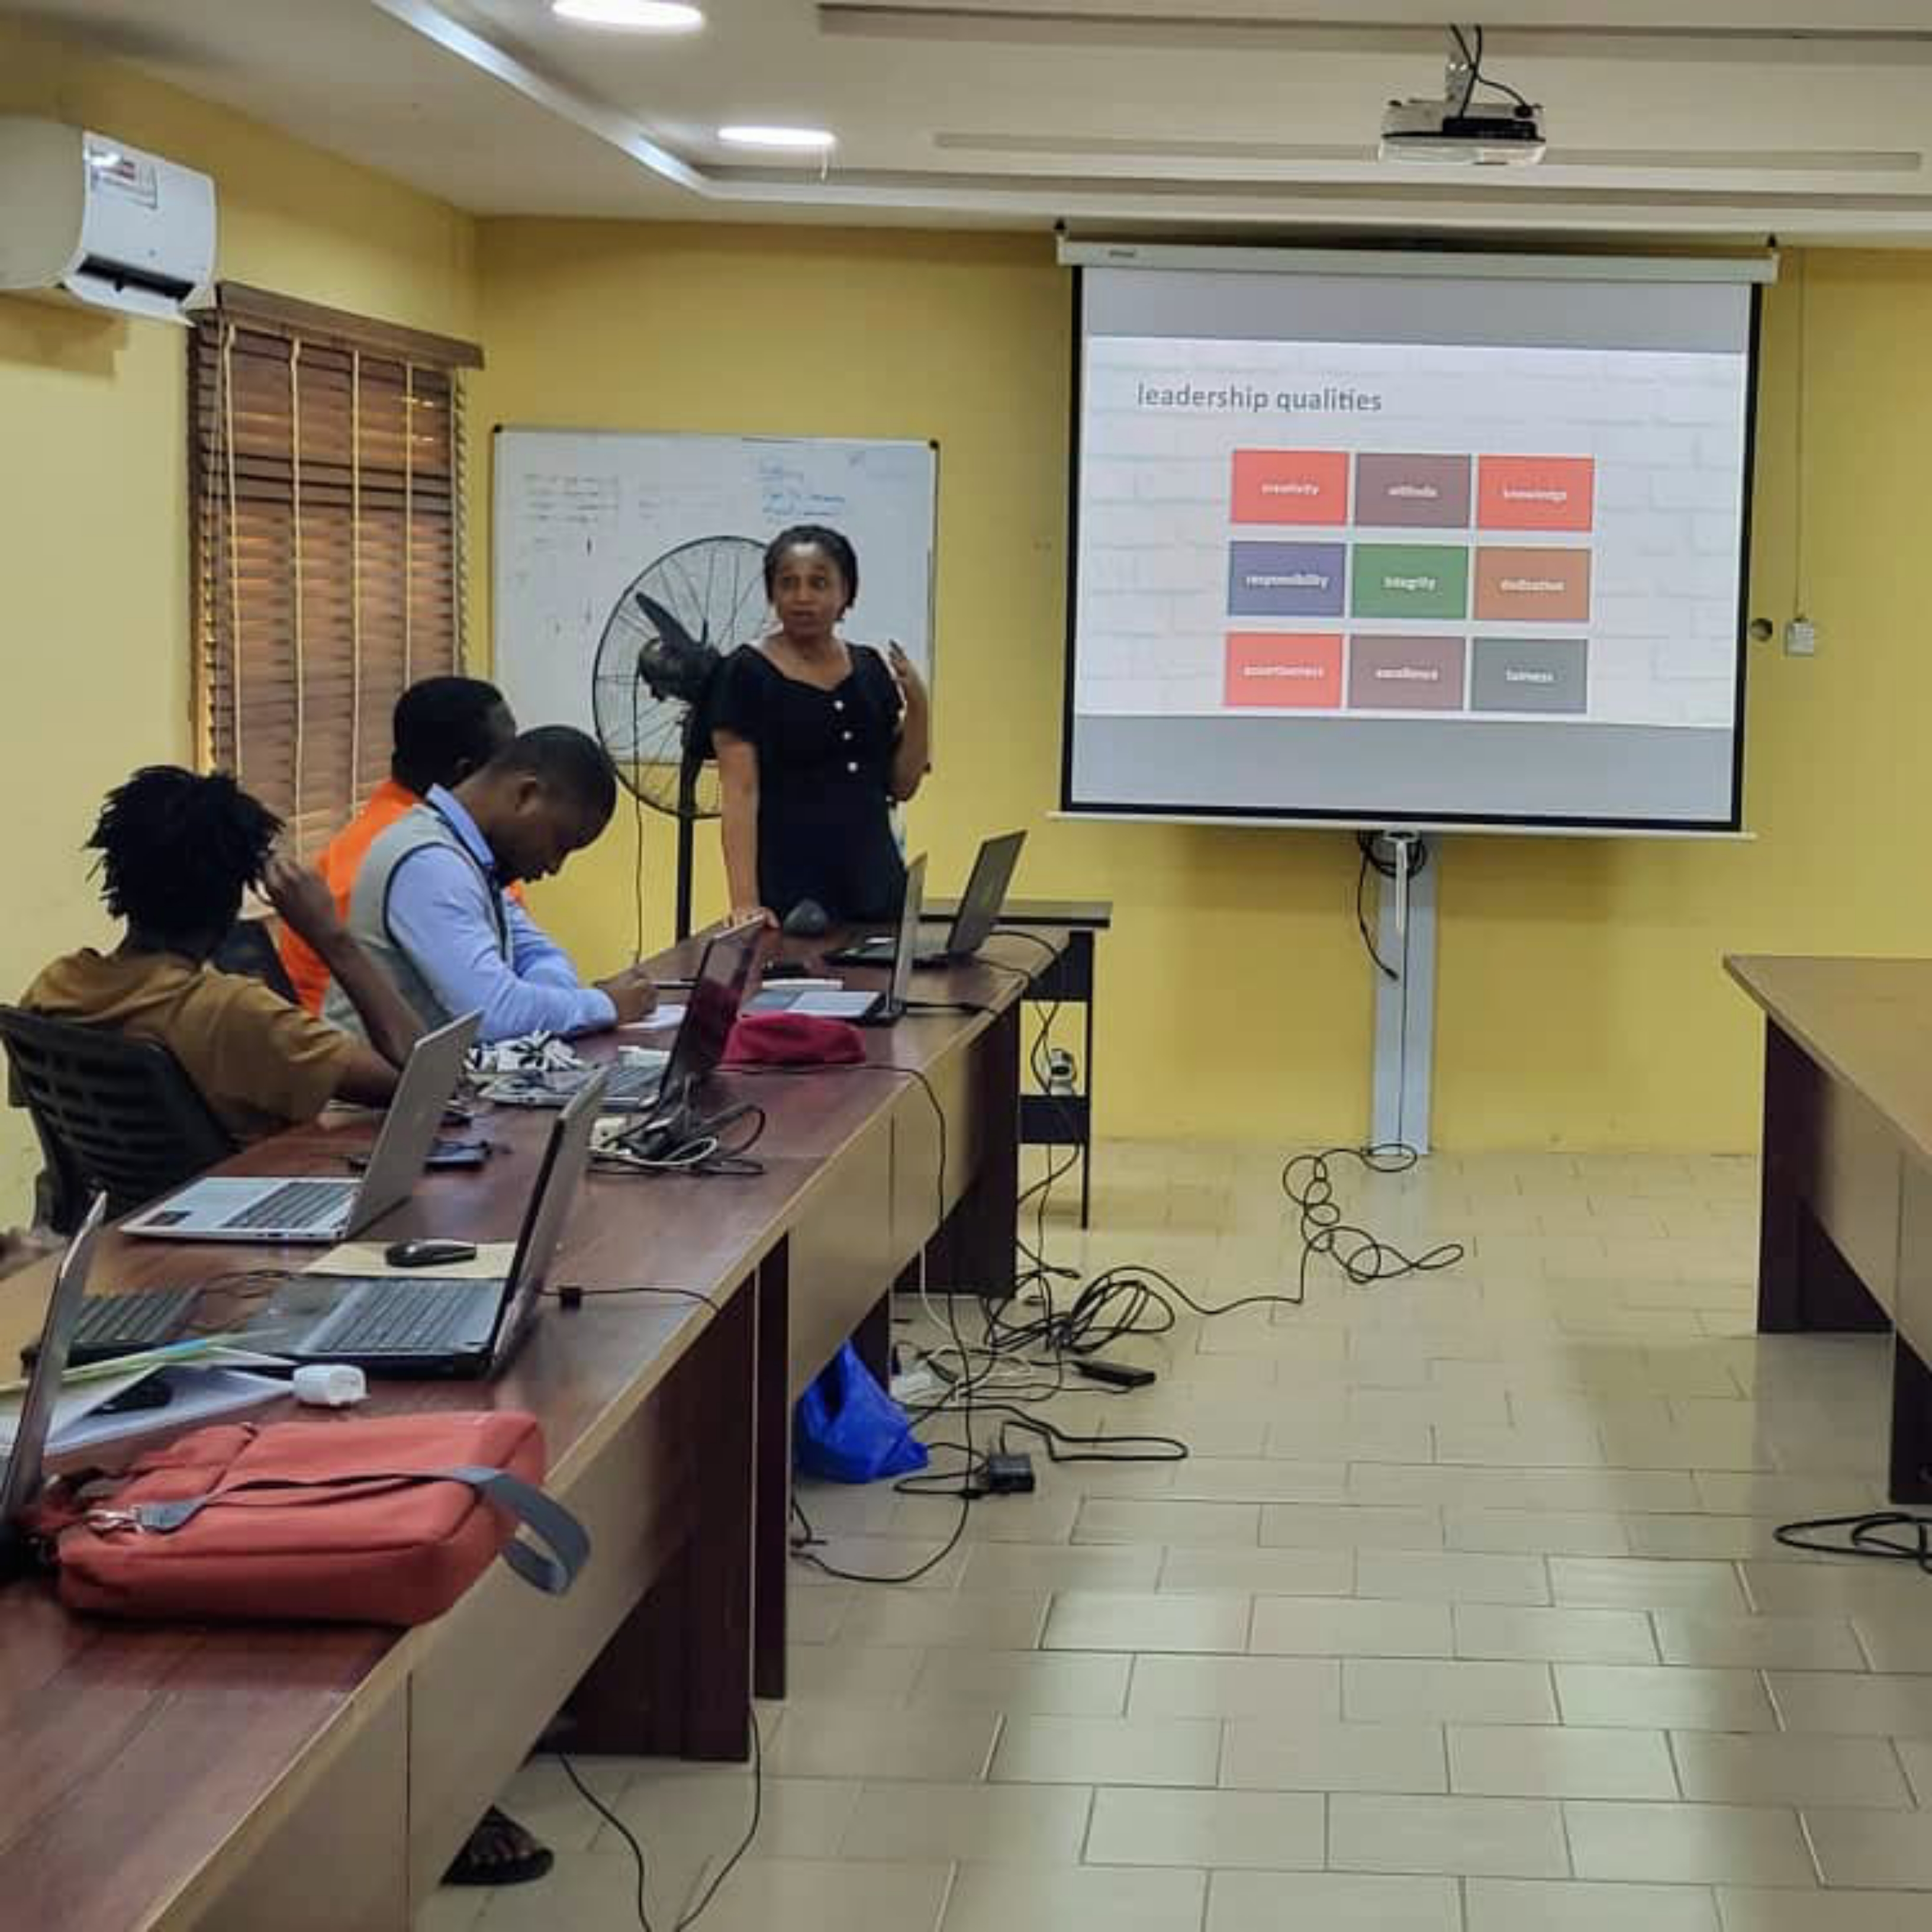 leadership qualities
creativity attitude knowledge
responsibility integrity dedication
assertiveness excellence fairness